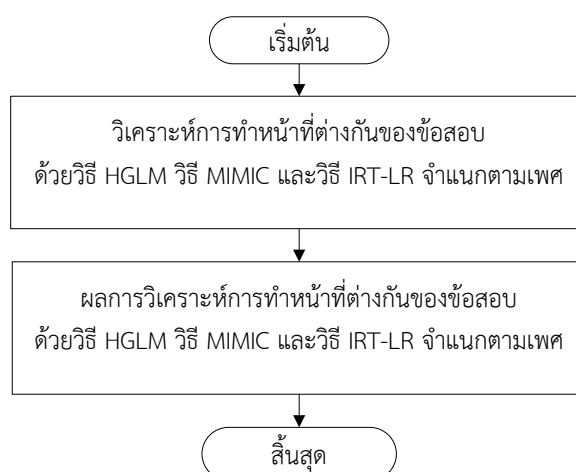 เริ่มต้น
วิเคราะห์การทำหน้าที่ต่างกันของข้อสอบ
ด้วยวิธี HGLM วิธี MIMIC และวิธี IRT-LR จำแนกตามเพศ
ผลการวิเคราะห์การทำหน้าที่ต่างกันของข้อสอบ
ด้วยวิธี HGLM วิธี MIMIC และวิธี IRT-LR จำแนกตามเพศ
สิ้นสุด